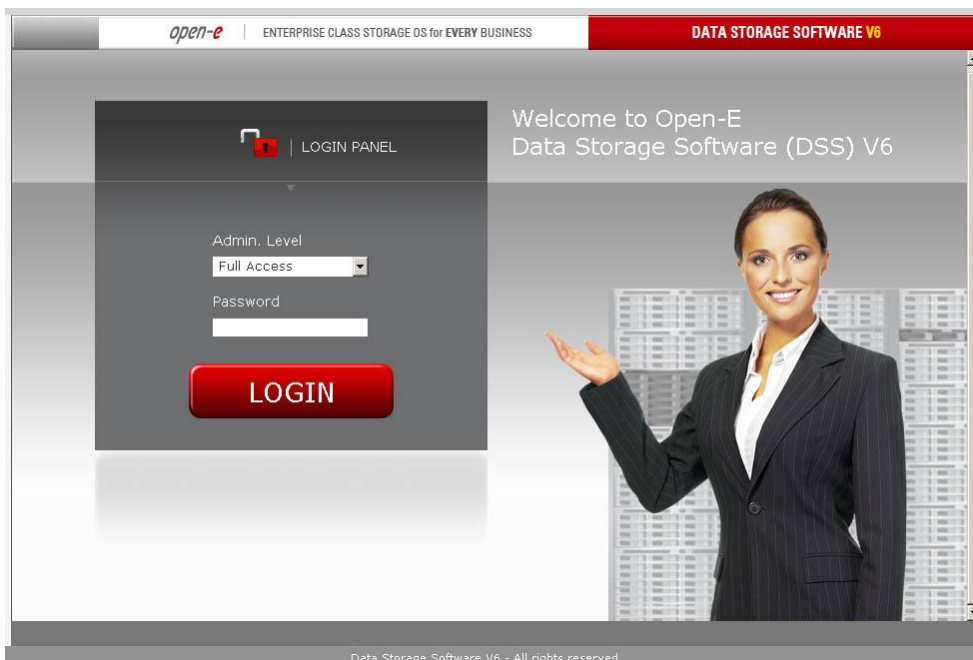 open-e
ENTERPRISE CLASS STORAGE OS for EVERY BUSINESS
DATA STORAGE SOFTWARE V6
LOGIN PANEL
Welcome to Open-E
Data Storage Software (DSS) V6
Admin. Level
Full Access
Password
LOGIN
Data Storage Software V6 - All rights reserved